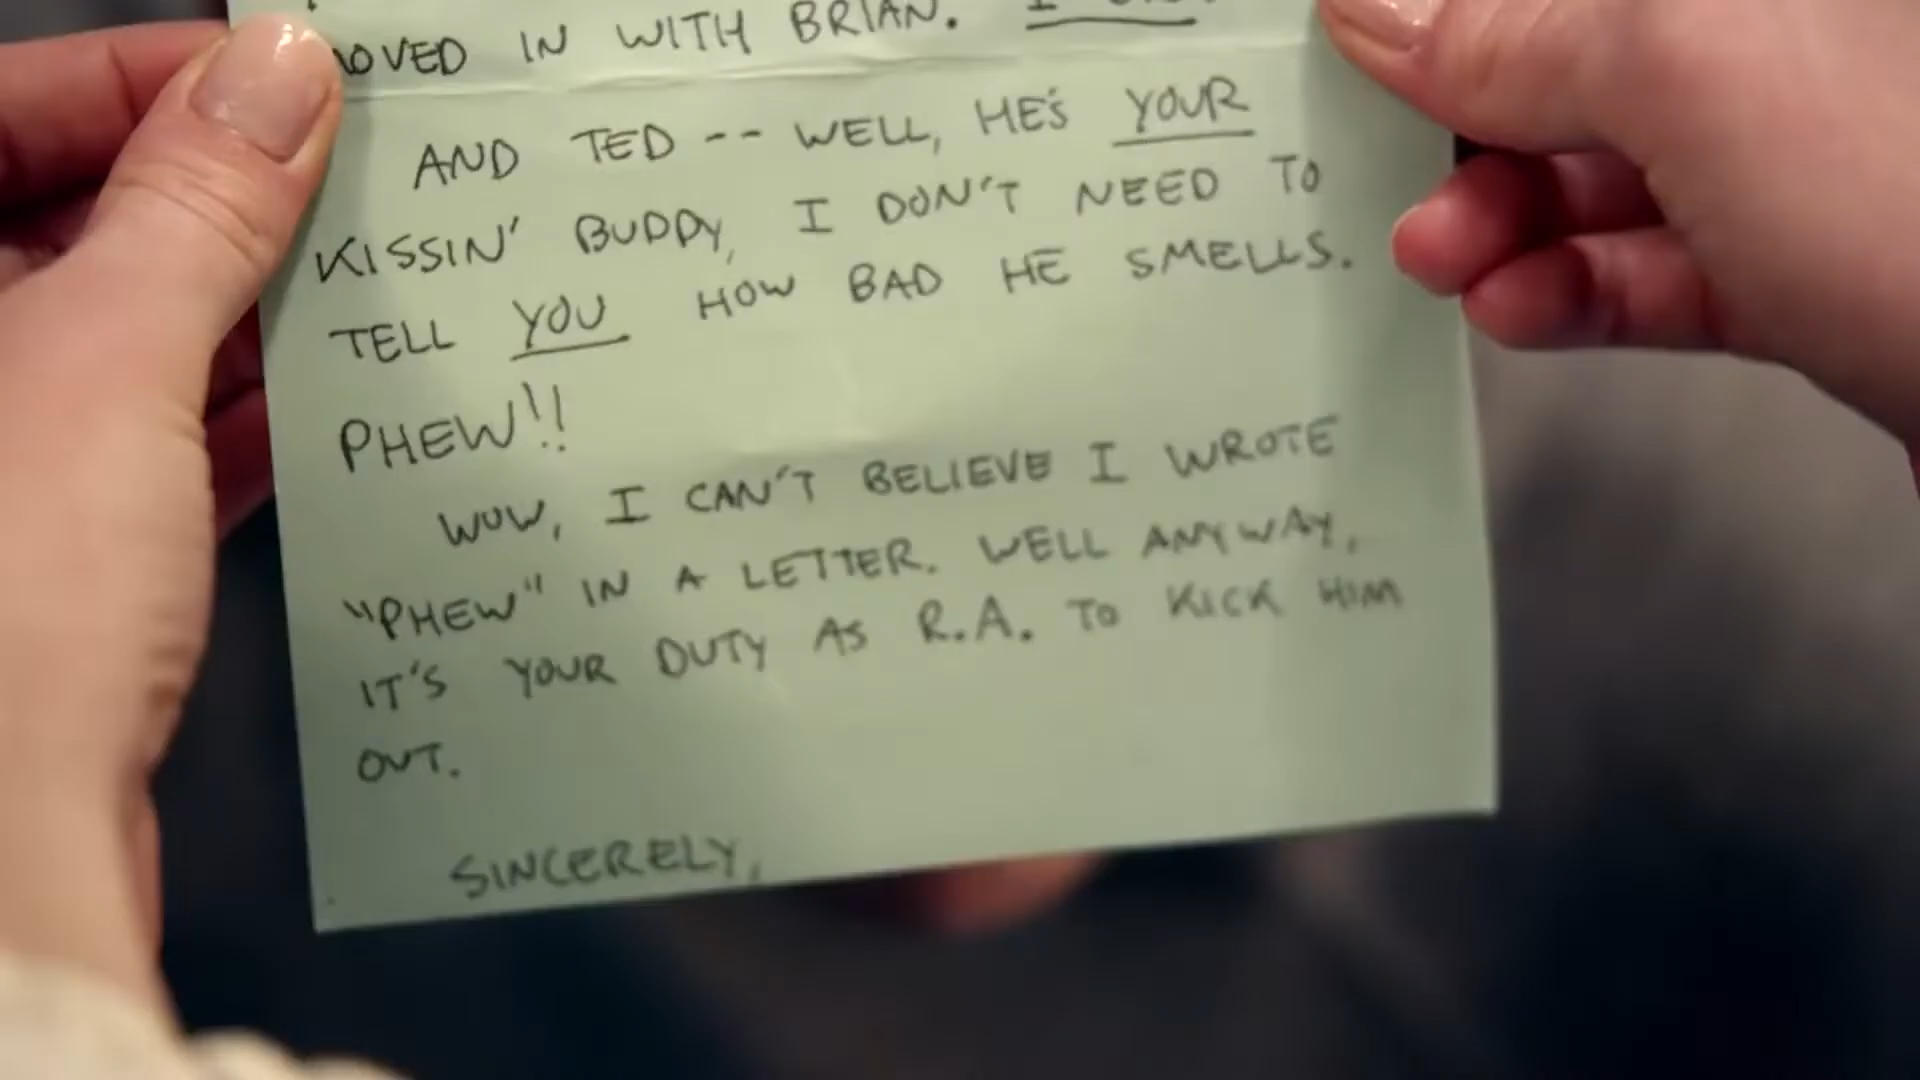 MOVED IN WITH BRIAN. I
AND TED -- WELL, HE'S YOUR
KISSIN' BUDDY, I DON'T NEED TO
TELL YOU HOW BAD HE SMELLS.
PHEW!!
WOW, I CAN'T BELIEVE I WROTE
"PHEW" IN A LETTER. WELL ANYWAY,
IT'S YOUR DUTY AS R.A. TO KICK HIM
OUT.
SINCERELY,